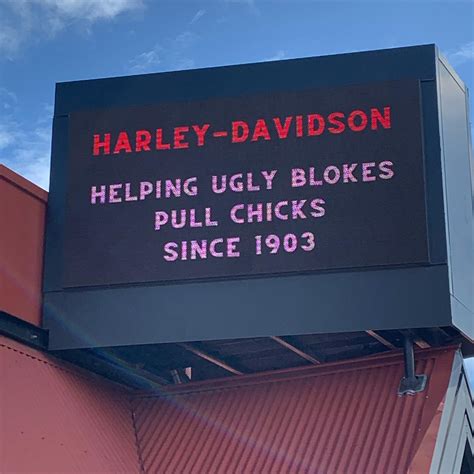 HARLEY-DAVIDSON
HELPING UGLY BLOKES
PULL CHICKS
SINCE 1903